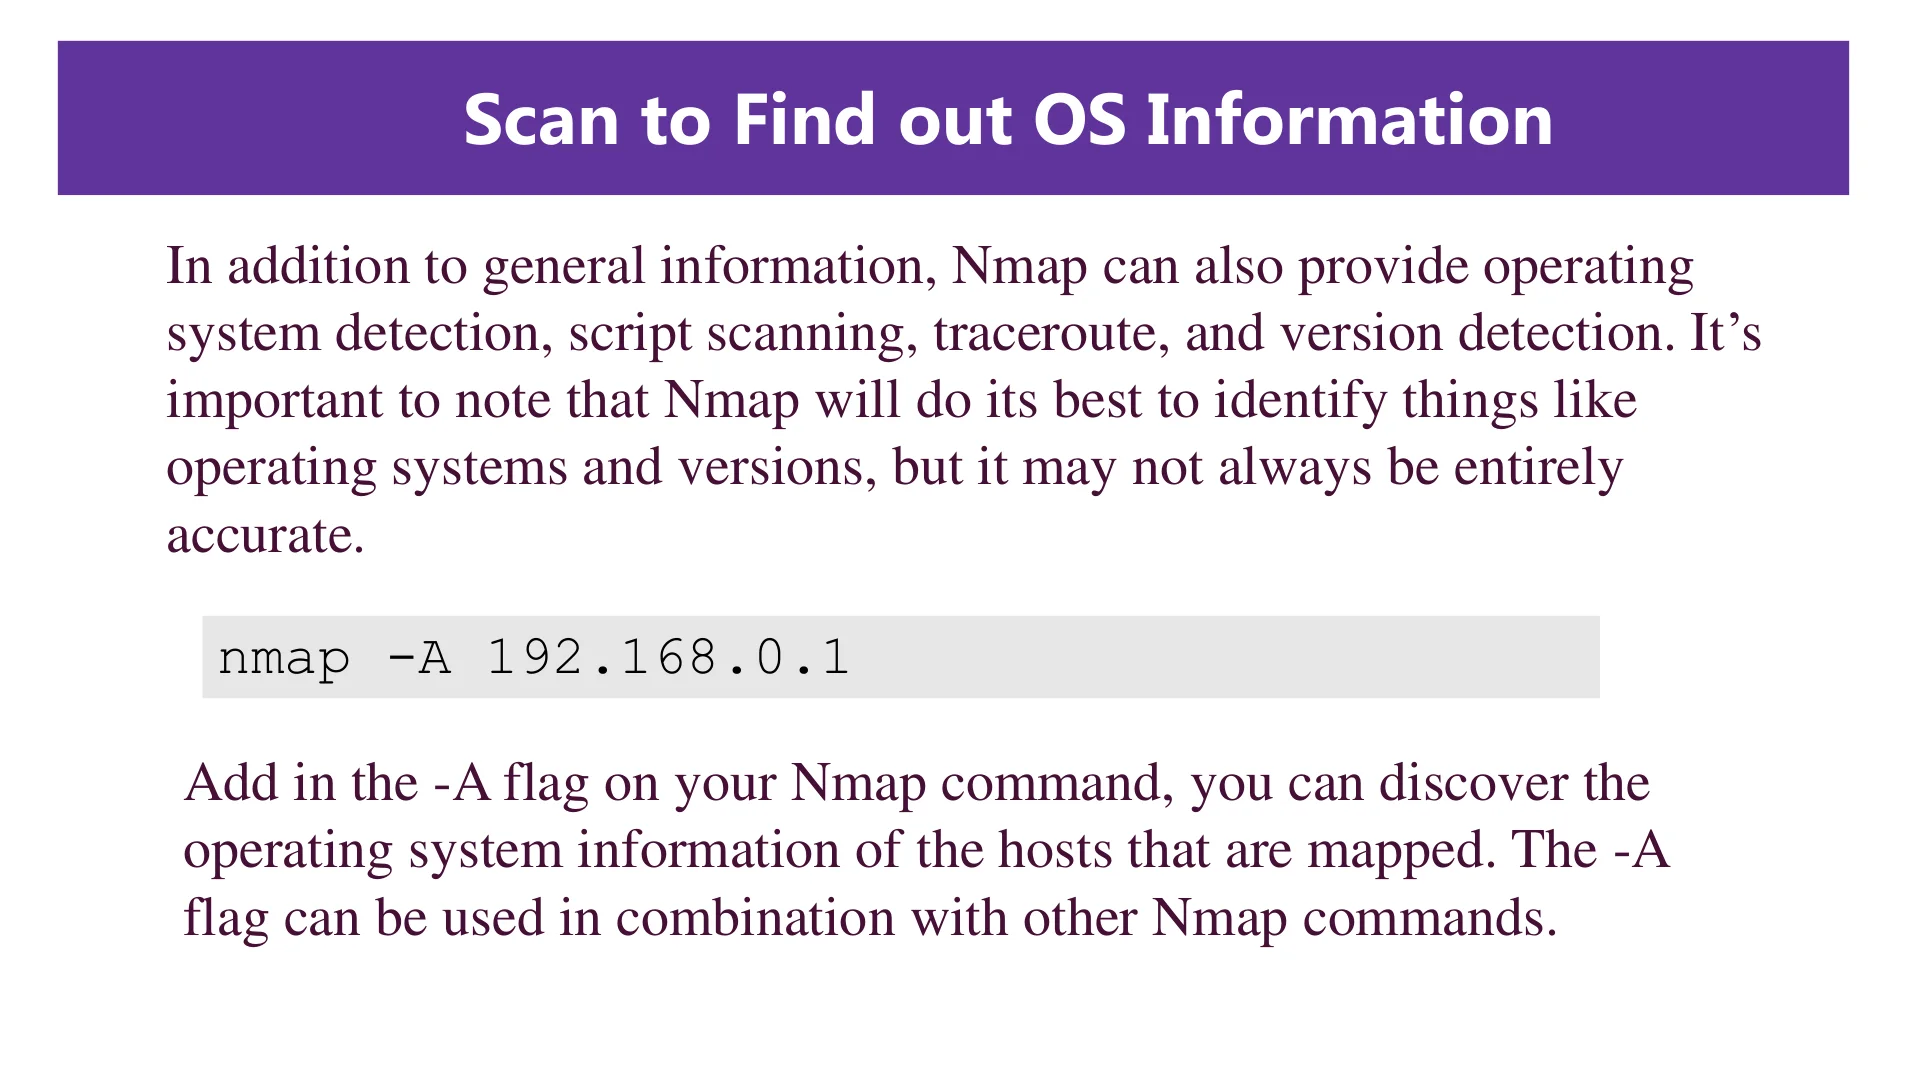 Scan to Find out OS Information
In addition to general information, Nmap can also provide operating
system detection, script scanning, traceroute, and version detection. It’s
important to note that Nmap will do its best to identify things like
operating systems and versions, but it may not always be entirely
accurate.
nmap -A 192.168.0.1
Add in the -A flag on your Nmap command, you can discover the
operating system information of the hosts that are mapped. The -A
flag can be used in combination with other Nmap commands.